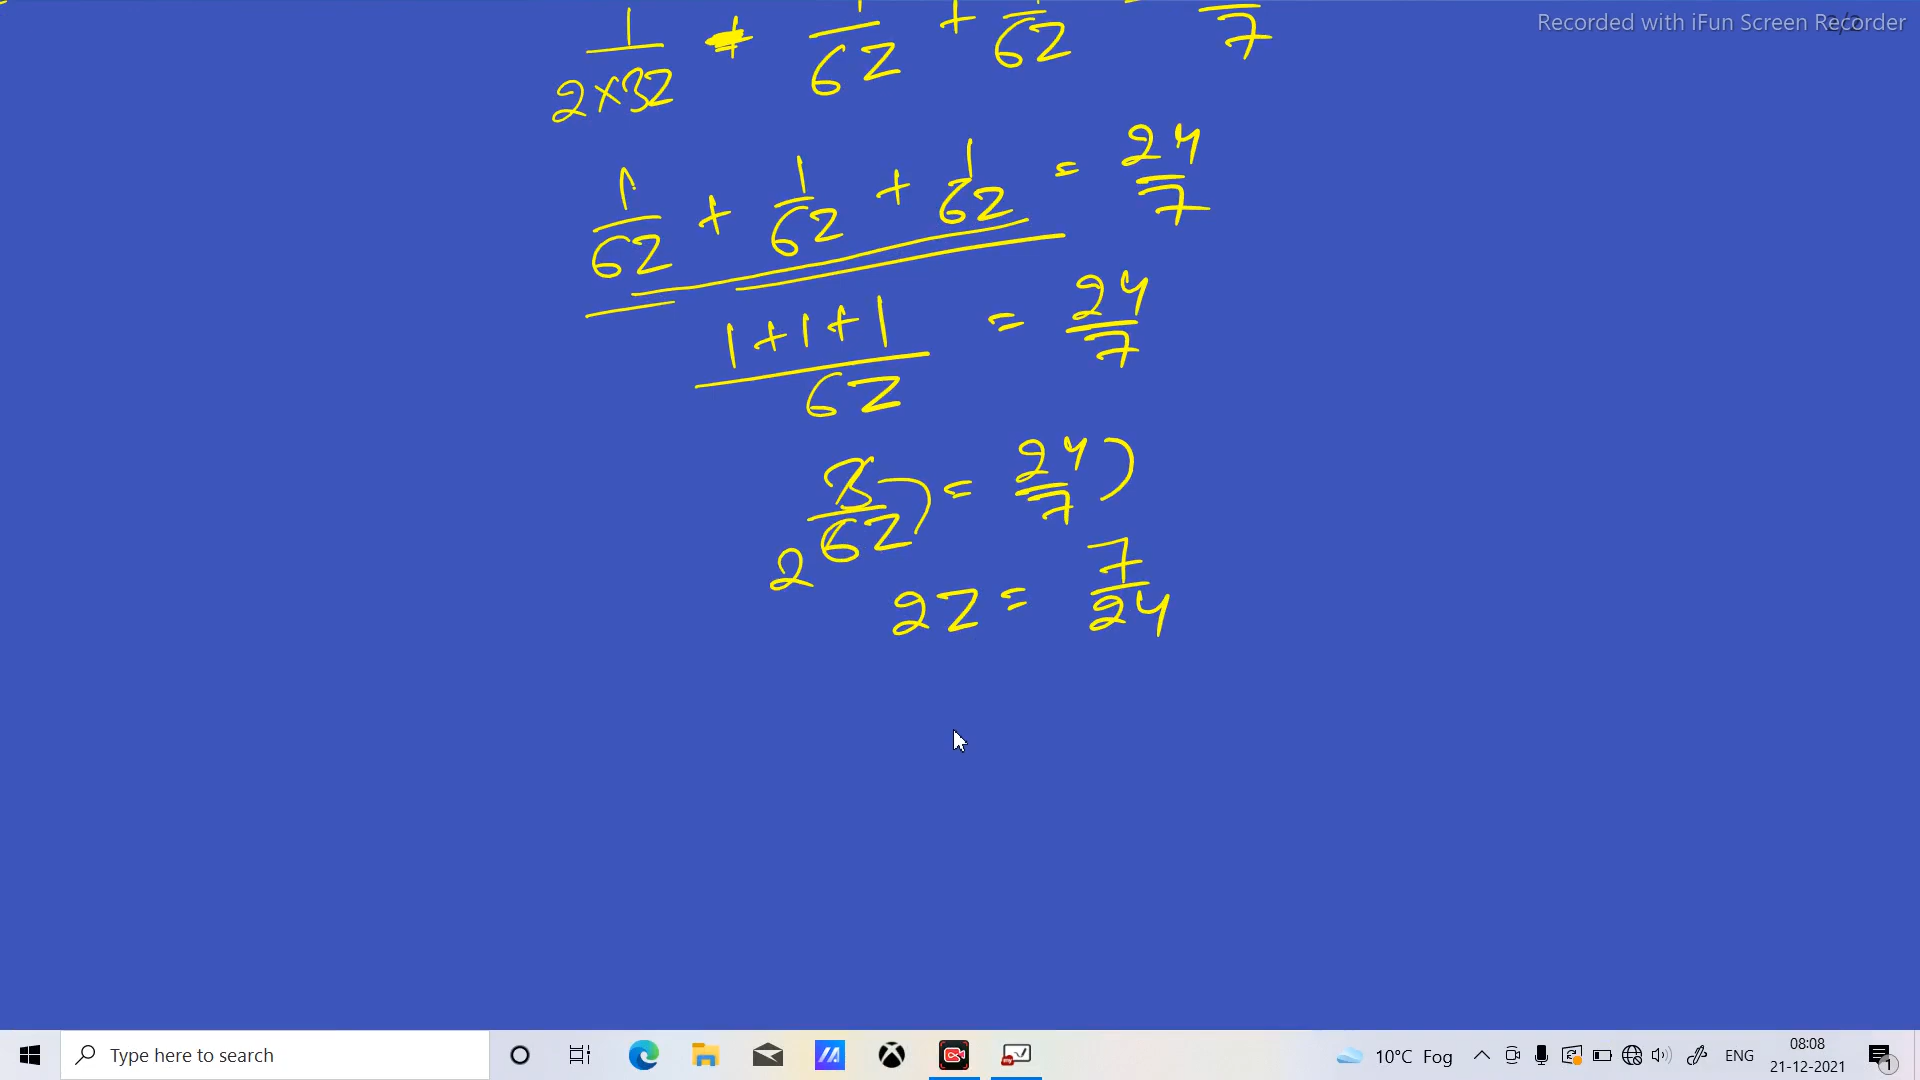 Recorded with iFun Screen Recorder
1/2×3z + 1/6z + 1/6z 7
1/6z + 1/6z + 1/6z = 24/7
1+1+1/6z = 24/7
3/6z) = 24/7)
2
2z = 7/24
Type here to search
10°C Fog
ENG
08:08
21-12-2021
1